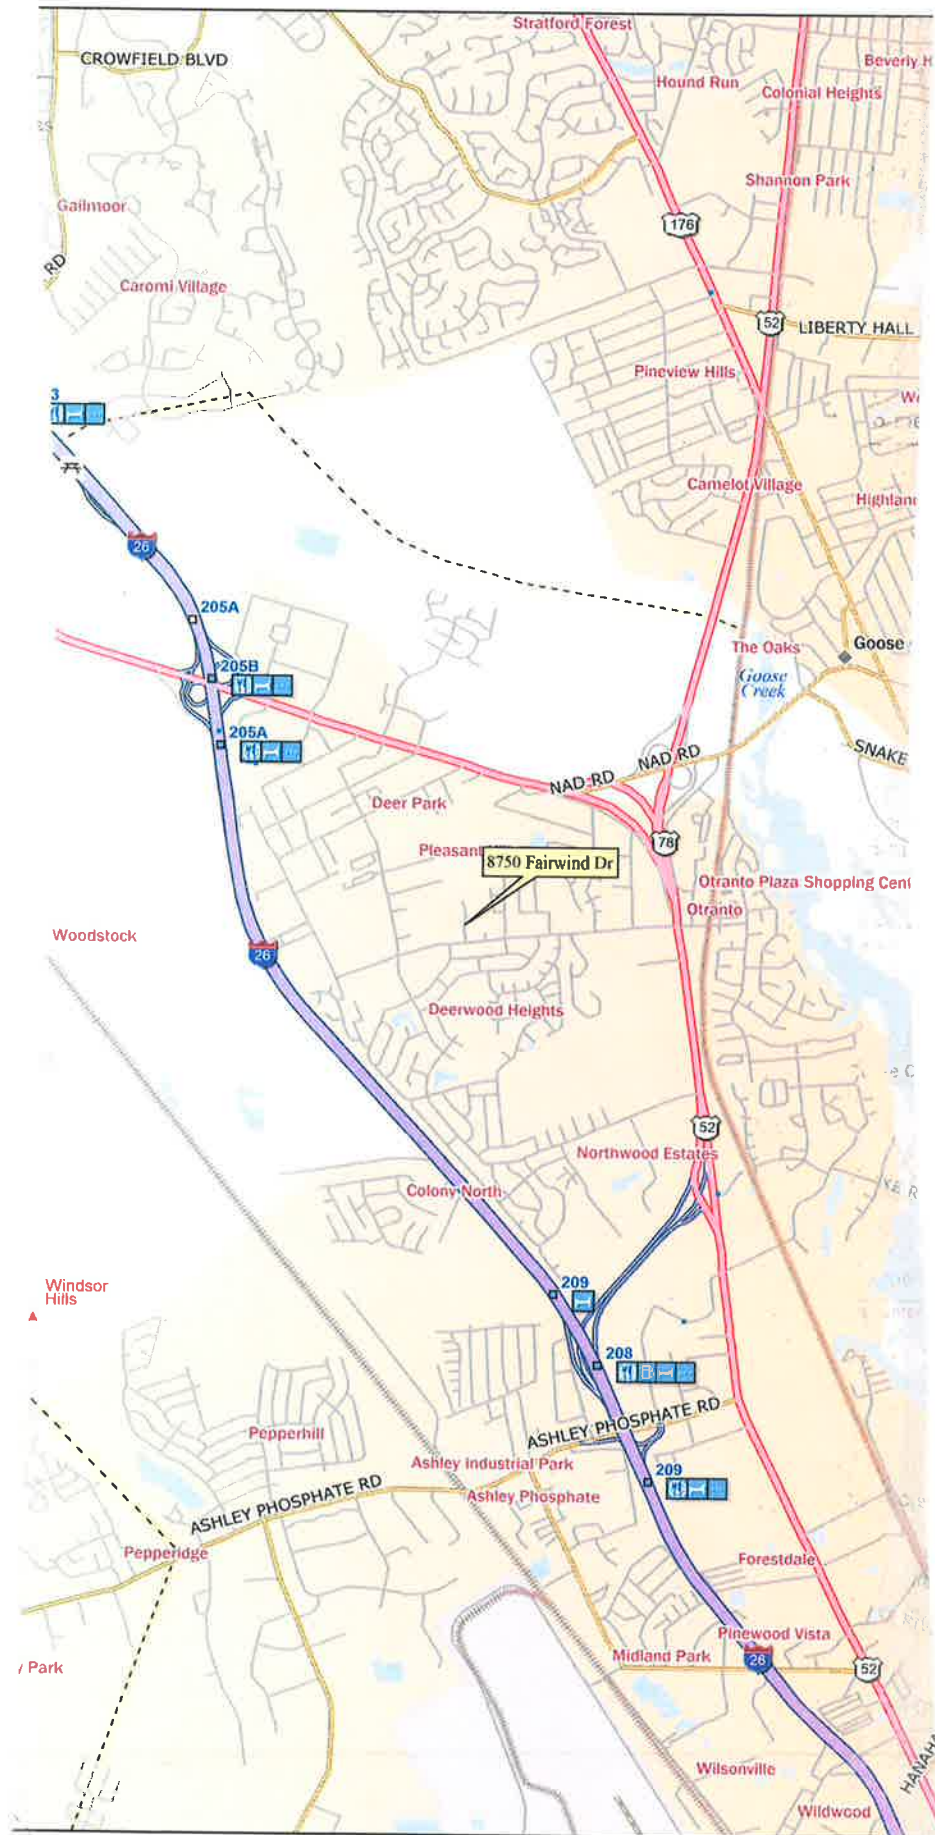 Stratford Forest
CROWFIELD BLVD
Beverly H
Hound Run
Colonial Heights
Shannon Park
Gailmoor
176
RD
Caromi Village
52
LIBERTY HALL
Pineview Hills
3
Camelot Village
Highland
26
205A
The Oaks
Goose
205B
Goose
Creek
205A
SNAKE
NAD RD
NAD RD
Deer Park
78
Pleasant
8750 Fairwind Dr
Otranto Plaza Shopping Cent
Otranto
Woodstock
26
Deerwood Heights
52
Northwood Estates
Colony North
Windsor
Hills
209
208
ASHLEY PHOSPHATE RD
Pepperhill
Ashley Industrial Park
209
ASHLEY PHOSPHATE RD
Ashley Phosphate
Pepperidge
Forestdale
Pinewood Vista
Midland Park
26
52
y Park
Wilsonville
HANAHA
Wildwood